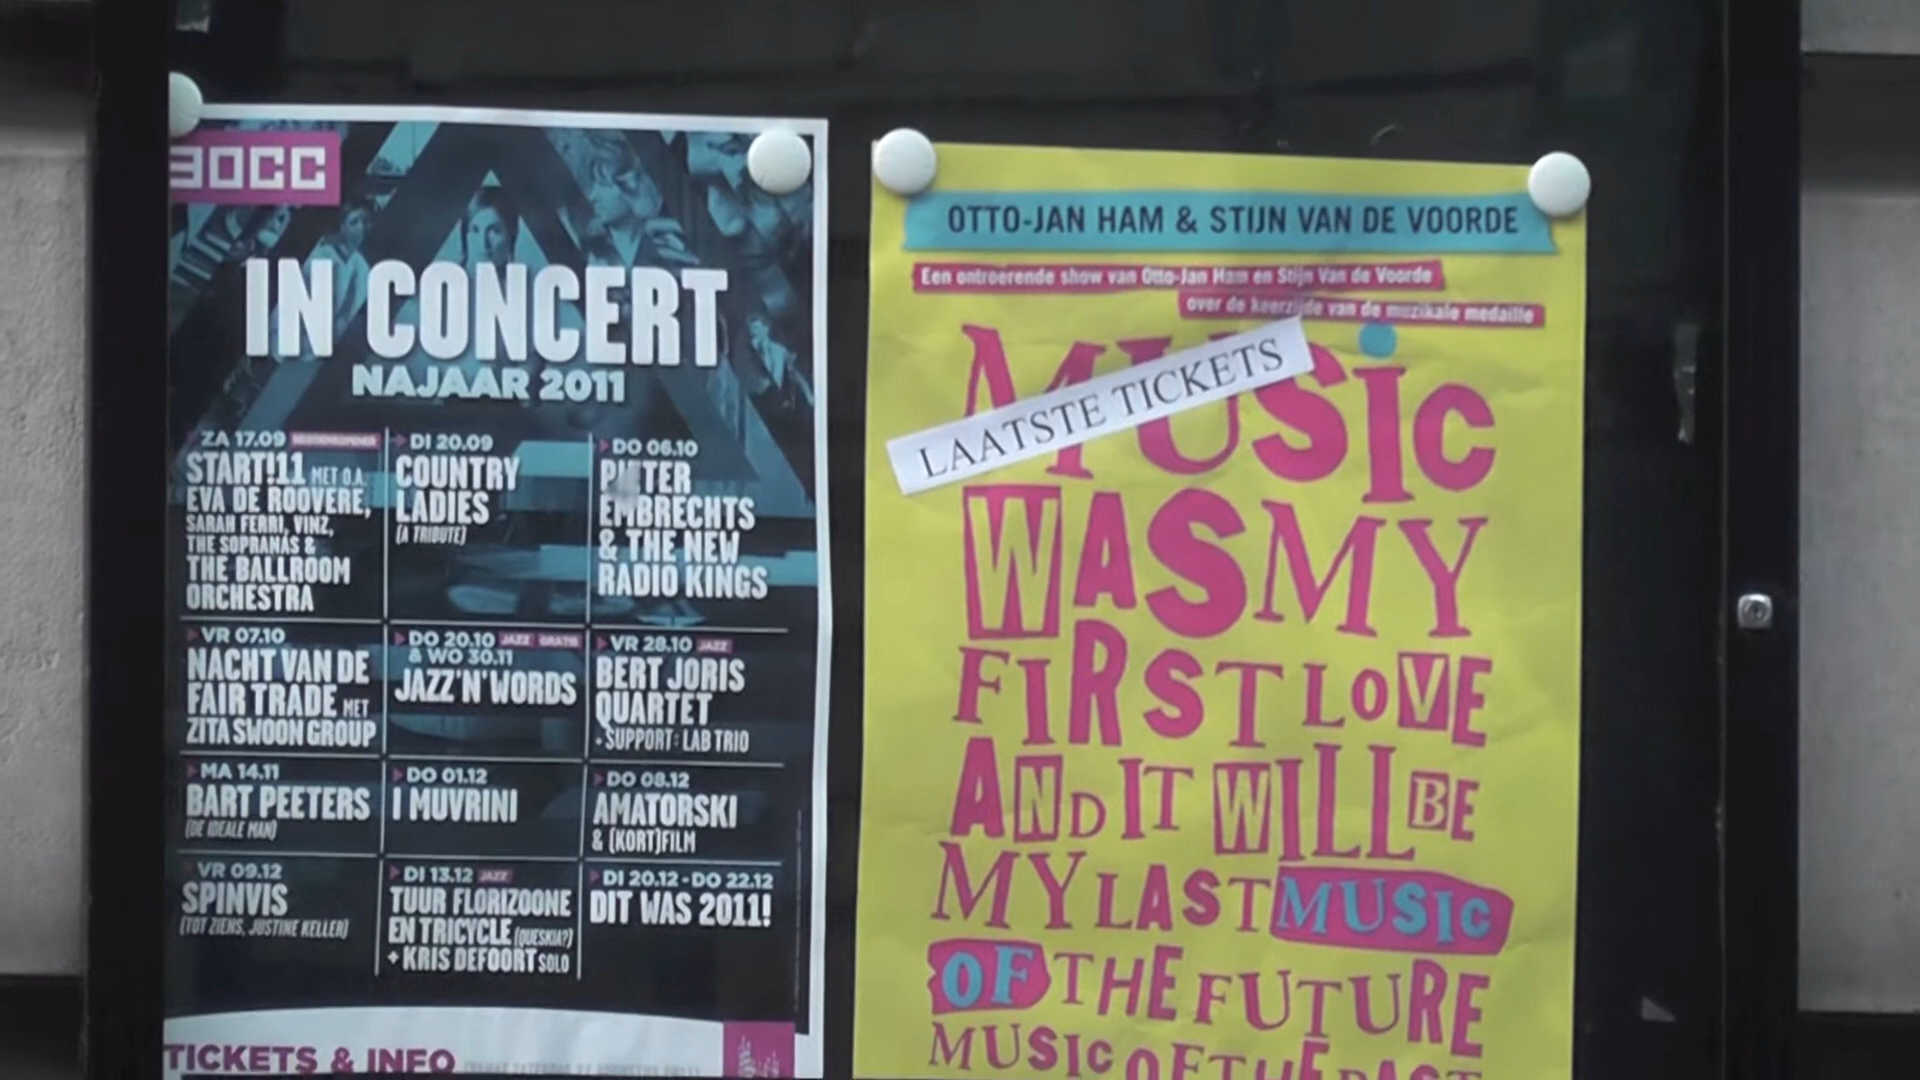 30CC
IN CONCERT
NAJAAR 2011
ZA 17.09 SEIZOENSOPENER
START!11 MET O.A.
EVA DE ROOVERE,
SARAH FERRI, VINZ,
THE SOPRANAS &
THE BALLROOM
ORCHESTRA
DI 20.09
COUNTRY
LADIES
(A TRIBUTE)
DO 06.10
PIETER
EMBRECHTS
& THE NEW
RADIO KINGS
VR 07.10
NACHT VAN DE
FAIR TRADE MET
ZITA SWOON GROUP
DO 20.10 JAZZ GRATIS
& WO 30.11
JAZZ'N'WORDS
VR 28.10 JAZZ
BERT JORIS
QUARTET
+ SUPPORT: LAB TRIO
MA 14.11
BART PEETERS
(DE IDEALE MAN)
DO 01.12
I MUVRINI
DO 08.12
AMATORSKI
& (KORT)FILM
VR 09.12
SPINVIS
(TOT ZIENS, JUSTINE KELLER)
DI 13.12 JAZZ
TUUR FLORIZOONE
EN TRICYCLE (QUESKIA?)
+ KRIS DEFOORT SOLO
DI 20.12 - DO 22.12
DIT WAS 2011!
TICKETS & INFO
OTTO-JAN HAM & STIJN VAN DE VOORDE
Een ontroerende show van Otto-Jan Ham en Stijn Van de Voorde
over de keerzijde van de muzikale medaille
LAATSTE TICKETS
MUSIC
WAS MY
FIRST LOVE
AND IT WILL BE
MY LAST MUSIC
OF THE FUTURE
MUSIC OF THE PAST